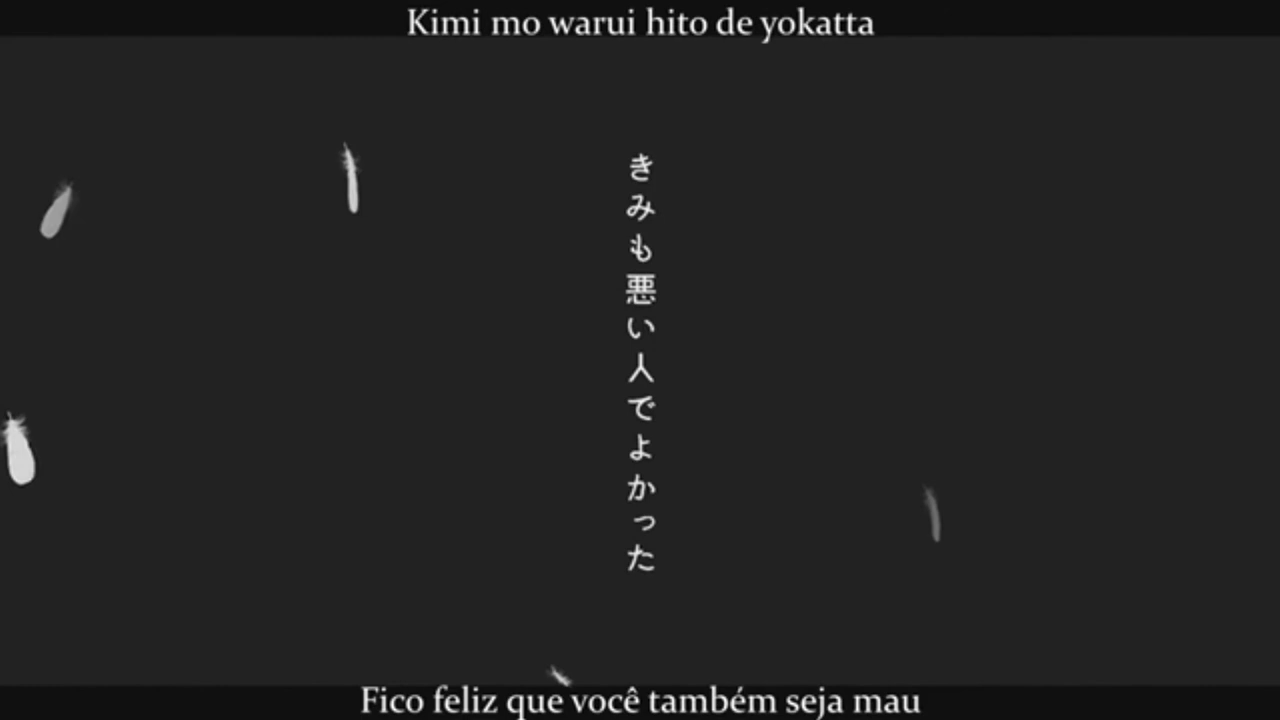 Kimi mo warui hito de yokatta
きみも悪い人でよかった
Fico feliz que você também seja mau